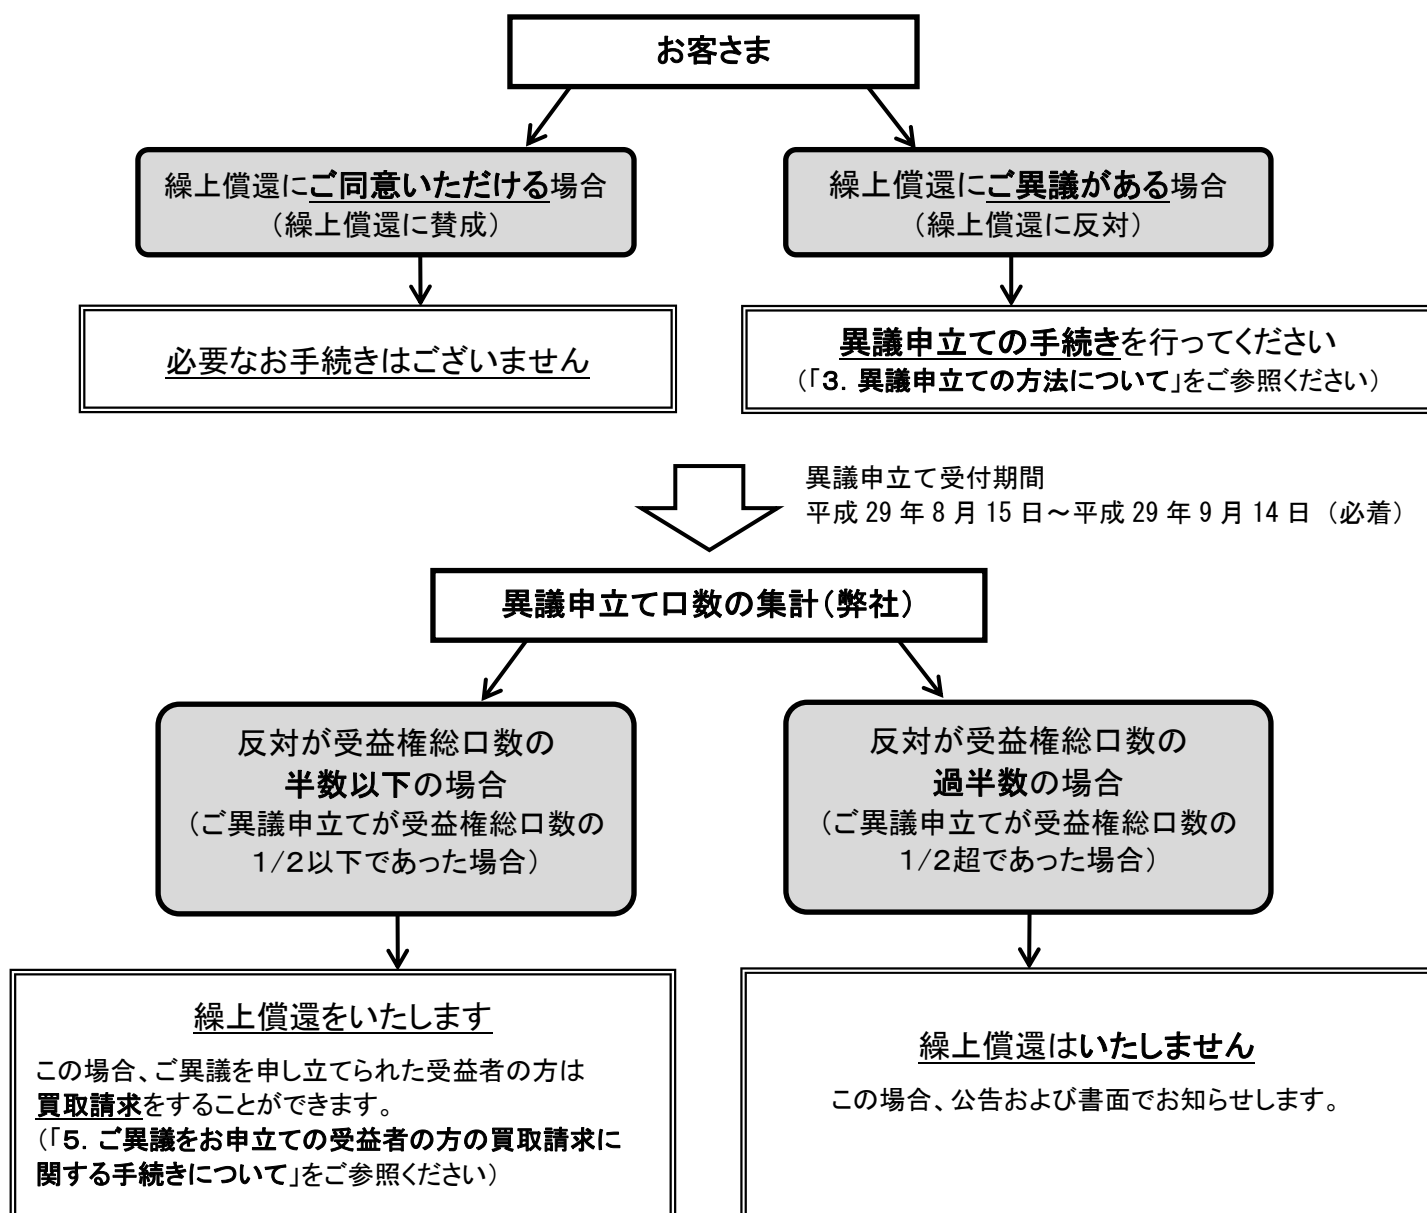 お客さま
繰上償還にご同意いただける場合
（繰上償還に賛成）
繰上償還にご異議がある場合
（繰上償還に反対）
必要なお手続きはございません
異議申立ての手続きを行ってください
（「３．異議申立ての方法について」をご参照ください）
異議申立て受付期間
平成 29 年 8 月 15 日～平成 29 年 9 月 14 日 （必着）
異議申立て口数の集計（弊社）
反対が受益権総口数の
半数以下の場合
（ご異議申立てが受益権総口数の
１/２以下であった場合）
反対が受益権総口数の
過半数の場合
（ご異議申立てが受益権総口数の
１/２超であった場合）
繰上償還をいたします
この場合、ご異議を申し立てられた受益者の方は
買取請求をすることができます。
（「５．ご異議をお申立ての受益者の方の買取請求に
関する手続きについて」をご参照ください）
繰上償還はいたしません
この場合、公告および書面でお知らせします。